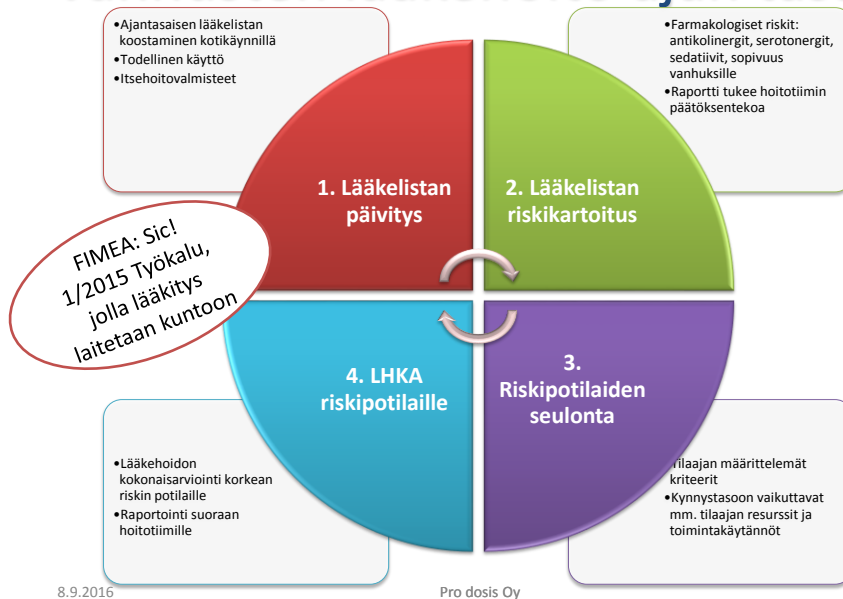 •Ajantasaisen lääkelistan
koostaminen kotikäynnillä
•Todellinen käyttö
•Itsehoitovalmisteet
•Farmakologiset riskit:
antikolinergit, serotonergit,
sedatiivit, sopivuus
vanhuksille
•Raportti tukee hoitotiimin
päätöksentekoa
1. Lääkelistan
päivitys
2. Lääkelistan
riskikartoitus
FIMEA: Sic!
1/2015 Työkalu,
jolla lääkitys
laitetaan kuntoon
4. LHKA
riskipotilaille
3.
Riskipotilaiden
seulonta
•Lääkehoidon
kokonaisarviointi korkean
riskin potilaille
•Raportointi suoraan
hoitotiimille
Tilaajan määrittelemät
kriteerit
•Kynnystasoon vaikuttavat
mm. tilaajan resurssit ja
toimintakäytännöt
8.9.2016
Pro dosis Oy